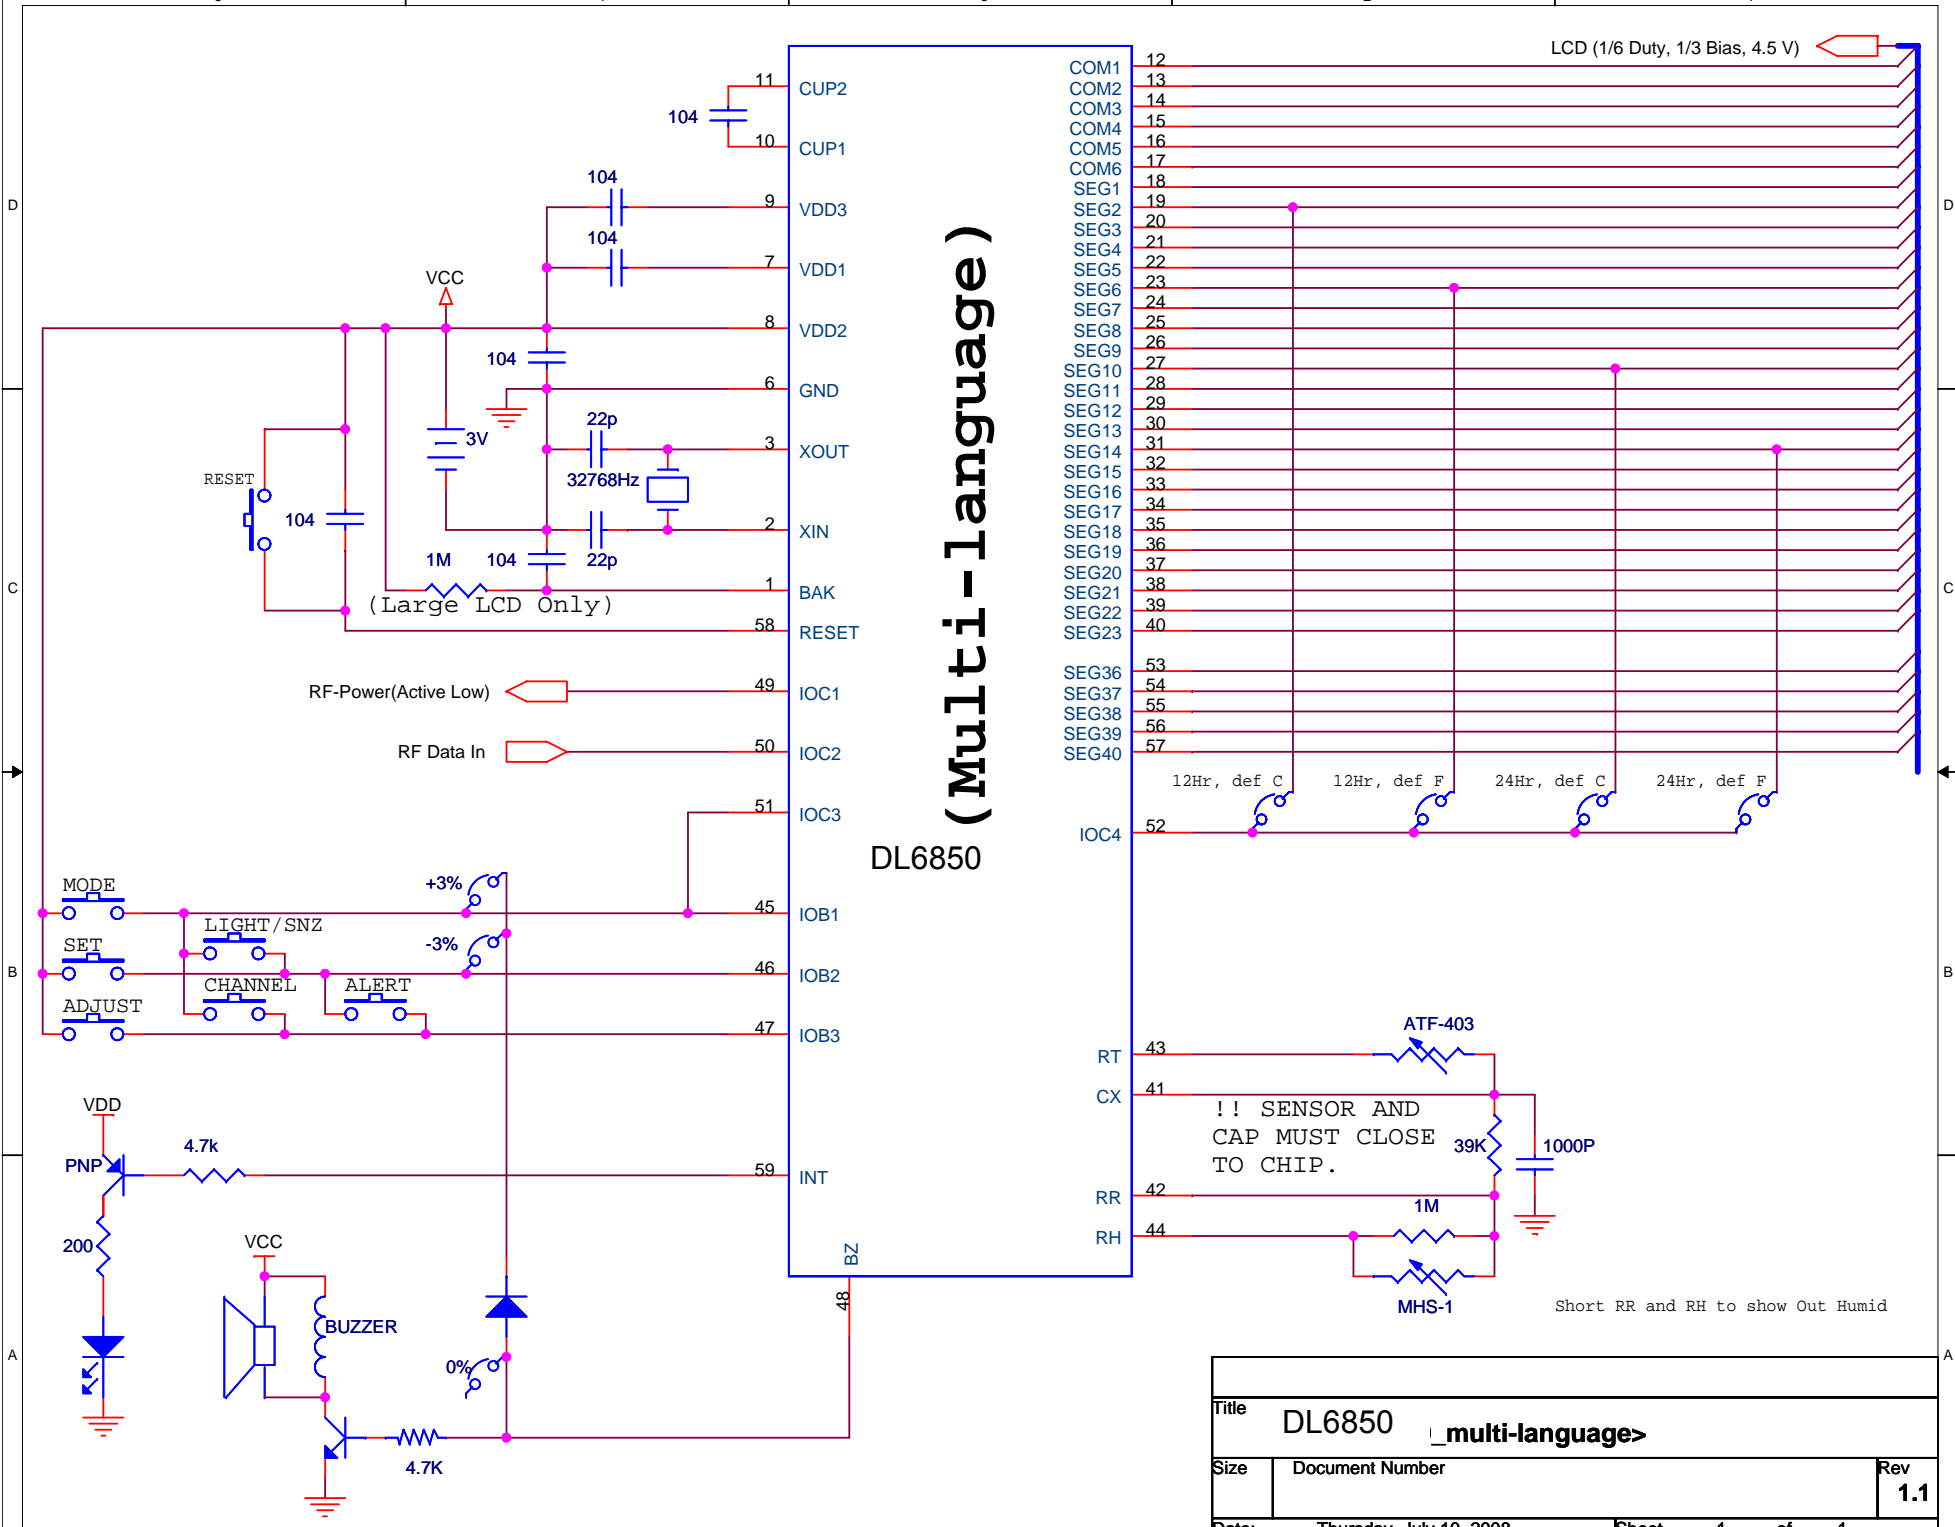 LCD (1/6 Duty, 1/3 Bias, 4.5 V)
11 CUP2
104
10 CUP1
104
9 VDD3
104
7 VDD1
VCC
8 VDD2
104
6 GND
3V
22p
3 XOUT
32768Hz
RESET
104
2 XIN
22p
1M
104
1 BAK
(Large LCD Only)
58 RESET
RF-Power(Active Low)
49 IOC1
RF Data In
50 IOC2
51 IOC3
MODE
+3%
45 IOB1
LIGHT/SNZ
SET
-3%
46 IOB2
CHANNEL
ALERT
ADJUST
47 IOB3
VDD
PNP
4.7k
59 INT
200
VCC
BUZZER
0%
4.7K
BZ
48
(Multi-language)
DL6850
COM1 12
COM2 13
COM3 14
COM4 15
COM5 16
COM6 17
SEG1 18
SEG2 19
SEG3 20
SEG4 21
SEG5 22
SEG6 23
SEG7 24
SEG8 25
SEG9 26
SEG10 27
SEG11 28
SEG12 29
SEG13 30
SEG14 31
SEG15 32
SEG16 33
SEG17 34
SEG18 35
SEG19 36
SEG20 37
SEG21 38
SEG22 39
SEG23 40
SEG36 53
SEG37 54
SEG38 55
SEG39 56
SEG40 57
12Hr, def C
12Hr, def F
24Hr, def C
24Hr, def F
IOC4 52
ATF-403
RT 43
CX 41
!! SENSOR AND
CAP MUST CLOSE
TO CHIP.
39K
1000P
RR 42
1M
RH 44
MHS-1
Short RR and RH to show Out Humid
D
C
B
A
D
C
B
A
Title
DL6850
_multi-language>
Size
Document Number
Rev
1.1
Date:
Thursday, July 10, 2008
Sheet 1 of 1